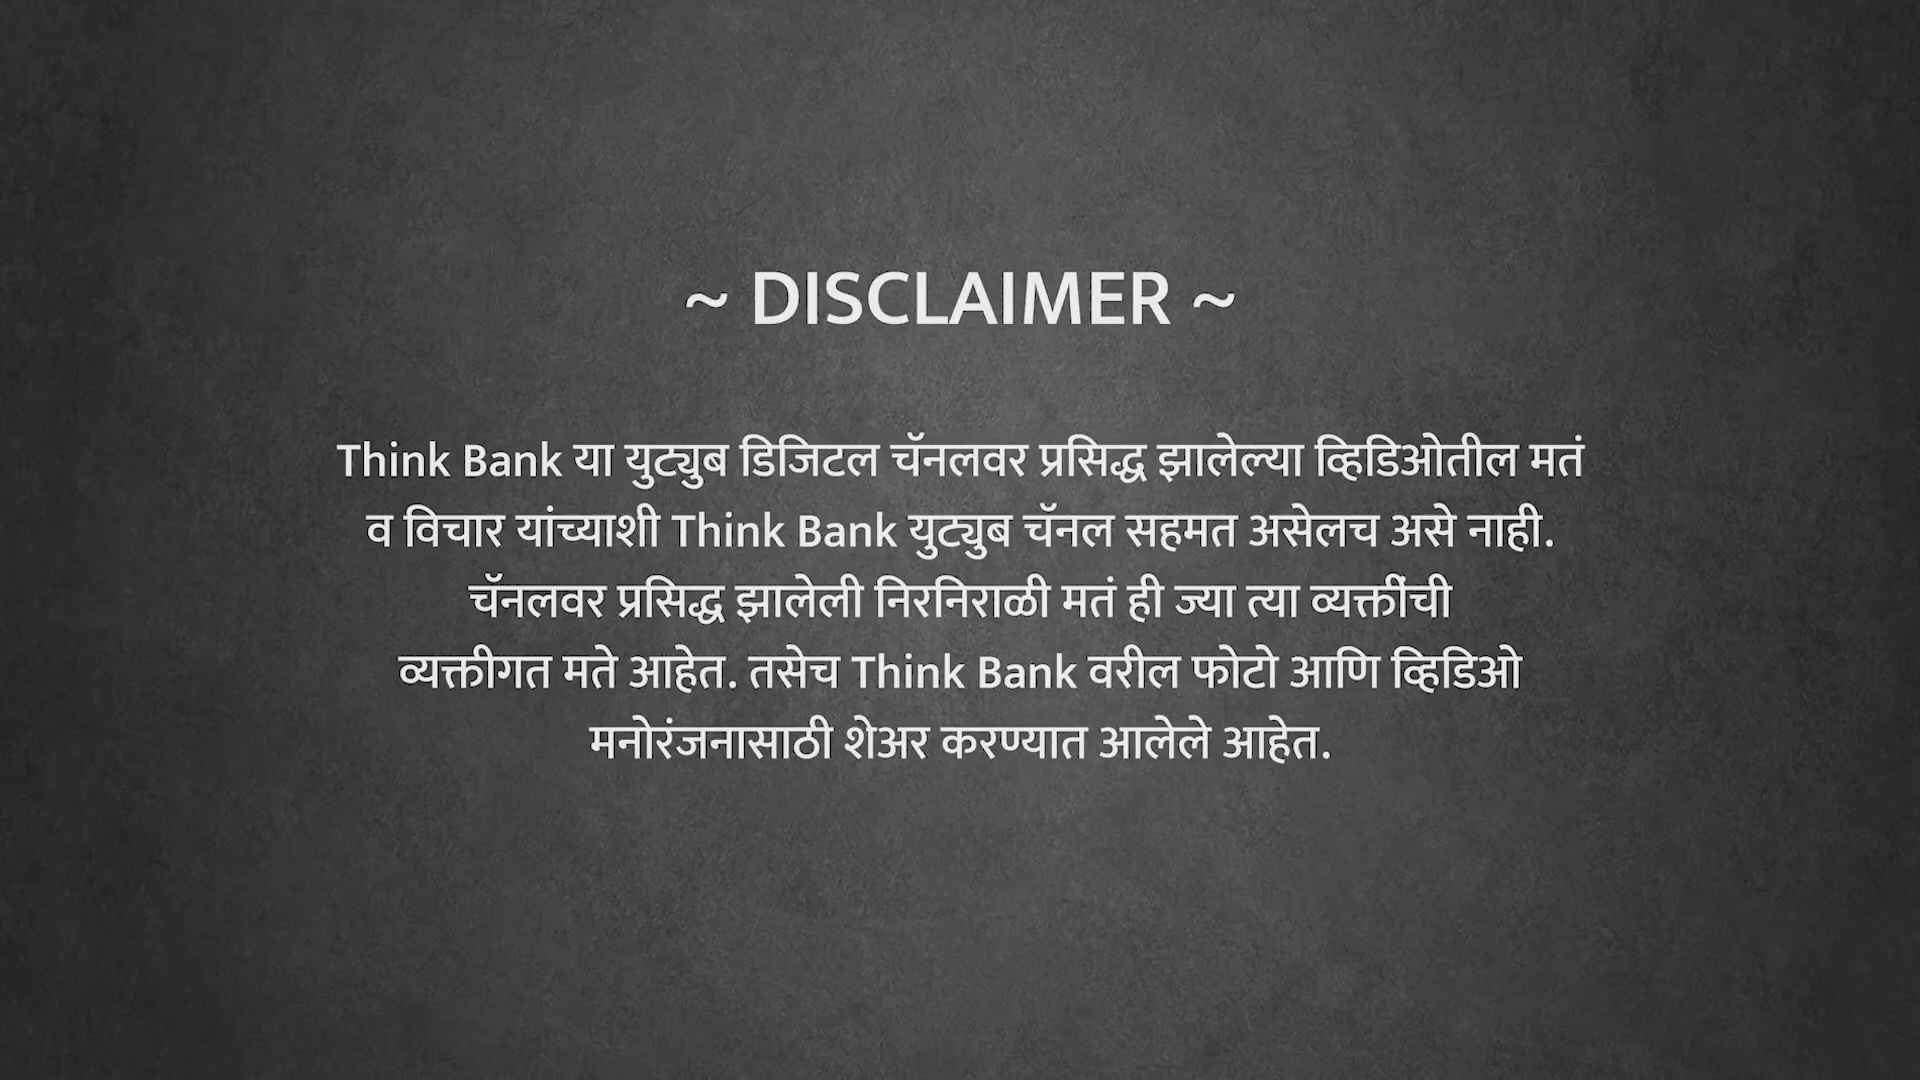 ~ DISCLAIMER ~
Think Bank या युट्युब डिजिटल चॅनलवर प्रसिद्ध झालेल्या व्हिडिओतील मतं
व विचार यांच्याशी Think Bank युट्युब चॅनल सहमत असेलच असे नाही.
चॅनलवर प्रसिद्ध झालेली निरनिराळी मतं ही ज्या त्या व्यक्तींची
व्यक्तीगत मते आहेत. तसेच Think Bank वरील फोटो आणि व्हिडिओ
मनोरंजनासाठी शेअर करण्यात आलेले आहेत.